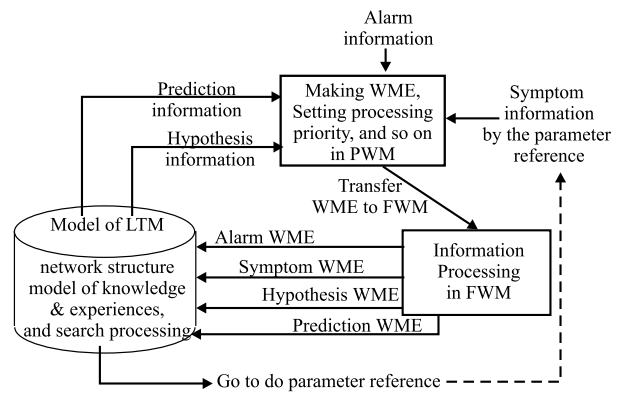 Alarm
information
Prediction
information
Making WME,
Setting processing
priority, and so on
in PWM
Symptom
information
by the parameter
reference
Hypothesis
information
Transfer
WME to FWM
Model of LTM
network structure
model of knowledge
& experiences,
and search processing
Alarm WME
Symptom WME
Hypothesis WME
Prediction WME
Information
Processing
in FWM
Go to do parameter reference